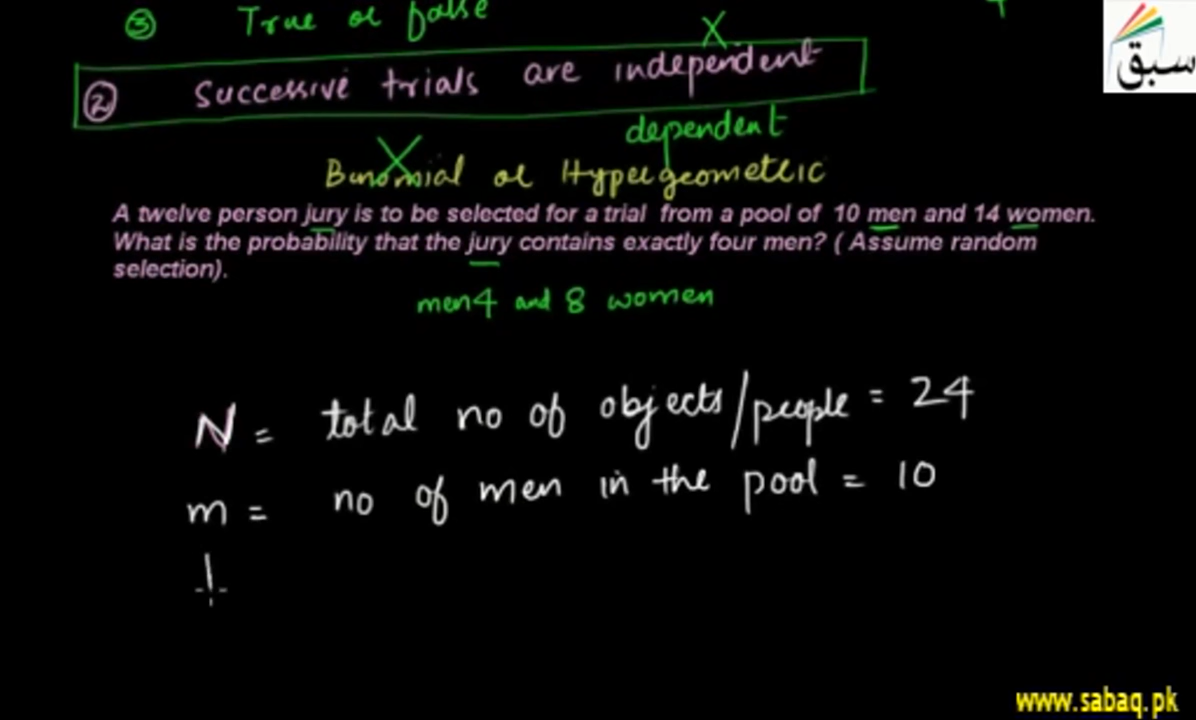 ③ True or false
سبق
② Successive trials are independent
dependent
Binomial or Hypergeometric
A twelve person jury is to be selected for a trial from a pool of 10 men and 14 women.
What is the probability that the jury contains exactly four men? ( Assume random
selection).
men4 and 8 women
N = total no of objects/people = 24
m = no of men in the pool = 10
www.sabaq.pk